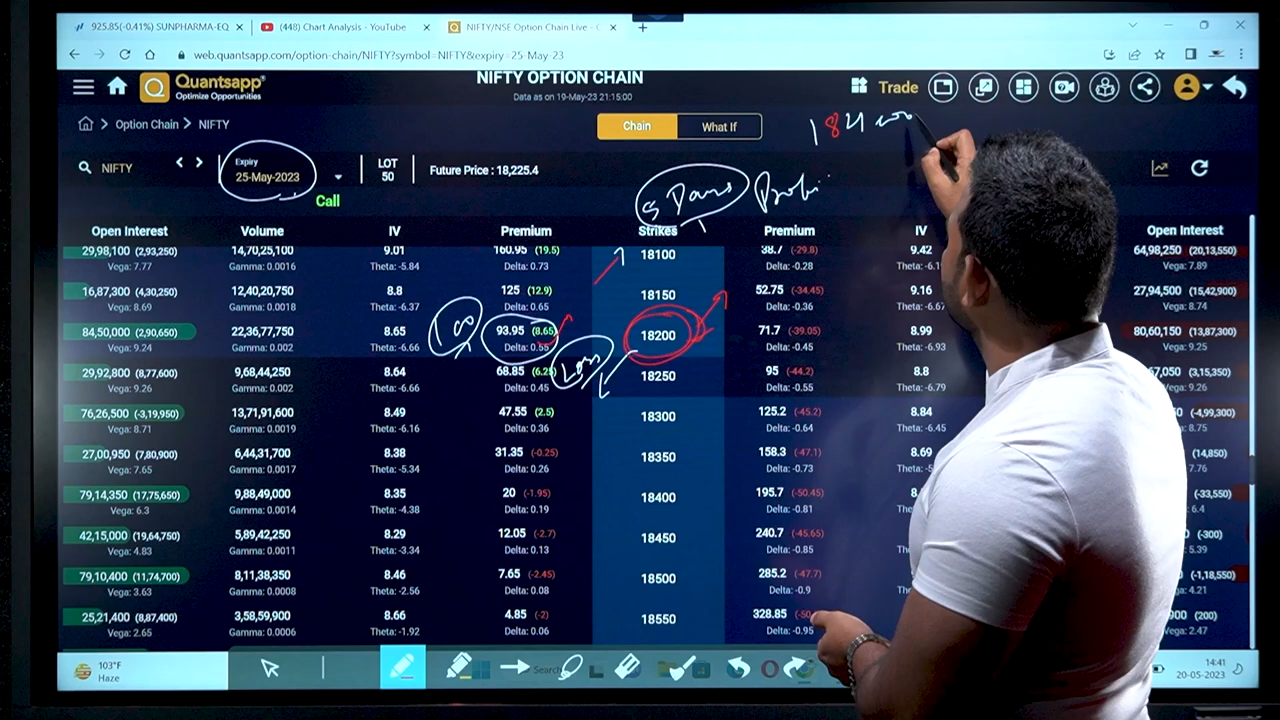 925.85(-0.41%) SUNPHARMA-EQ
(448) Chart Analysis - YouTube
NIFTY/NSE Option Chain Live -
web.quantsapp.com/option-chain/NIFTY?symbol=NIFTY&expiry=25-May-23
Quantsapp
Optimize Opportunities
NIFTY OPTION CHAIN
Data as on 19-May-23 21:15:00
Trade
Option Chain > NIFTY
Chain What If
NIFTY
Expiry
25-May-2023
LOT
50
Future Price : 18,225.4
Call
5 Days
Open Interest Volume IV Premium Strikes Premium IV Open Interest
29,98,100 (2,93,250) 14,70,25,100 9.01 160.95 (19.5) 18100 38.7 (-29.8) 9.42 64,98,250 (20,13,550)
Vega: 7.77 Gamma: 0.0016 Theta: -5.84 Delta: 0.73 Delta: -0.28 Vega: 7.89
16,87,300 (4,30,250) 12,40,20,750 8.8 125 (12.9) 18150 52.75 (-34.45) 9.16 27,94,500 (15,42,900)
Vega: 8.69 Gamma: 0.0018 Theta: -6.37 Delta: 0.65 Delta: -0.36 Vega: 8.74
84,50,000 (2,90,650) 22,36,77,750 8.65 100 93.95 (8.65) 18200 71.7 (-39.05) 8.99 80,60,150 (13,87,300)
Vega: 9.24 Gamma: 0.002 Theta: -6.66 Delta: 0.55 Delta: -0.45 Theta: -6.93 Vega: 9.25
29,92,800 (8,77,600) 9,68,44,250 8.64 68.85 Loss 18250 95 (-44.2) 8.8 (3,15,350)
Vega: 9.26 Gamma: 0.002 Theta: -6.66 Delta: 0.45 Delta: -0.55 Theta: -6.79 Vega: 9.26
76,26,500 (-3,19,950) 13,71,91,600 8.49 47.55 (2.5) 18300 125.2 (-45.2) 8.84 (-4,99,300)
Vega: 8.71 Gamma: 0.0019 Theta: -6.16 Delta: 0.36 Delta: -0.64 Theta: -6.45 8.75
27,00,950 (7,80,900) 6,44,31,700 8.38 31.35 (-0.25) 18350 158.3 (-47.1) 8.69 (14,850)
Vega: 7.65 Gamma: 0.0017 Theta: -5.34 Delta: 0.26 Delta: -0.73 7.76
79,14,350 (17,75,650) 9,88,49,000 8.35 20 (-1.95) 18400 195.7 (-50.45) (-33,550)
Vega: 6.3 Gamma: 0.0014 Theta: -4.38 Delta: 0.19 Delta: -0.81 6.4
42,15,000 (19,64,750) 5,89,42,250 8.29 12.05 (-2.7) 18450 240.7 (-45.65) (-300)
Vega: 4.83 Gamma: 0.0011 Theta: -3.34 Delta: 0.13 Delta: -0.85 5.39
79,10,400 (11,74,700) 8,11,38,350 8.46 7.65 (-2.45) 18500 285.2 (-47.7) (-1,18,550)
Vega: 3.63 Gamma: 0.0008 Theta: -2.56 Delta: 0.08 Delta: -0.9 4.21
25,21,400 (8,87,400) 3,58,59,900 8.66 4.85 (-2) 18550 328.85 (200)
Vega: 2.65 Gamma: 0.0006 Theta: -1.92 Delta: 0.06 Delta: -0.95 2.47
103°F
Haze
Search
14:41
20-05-2023